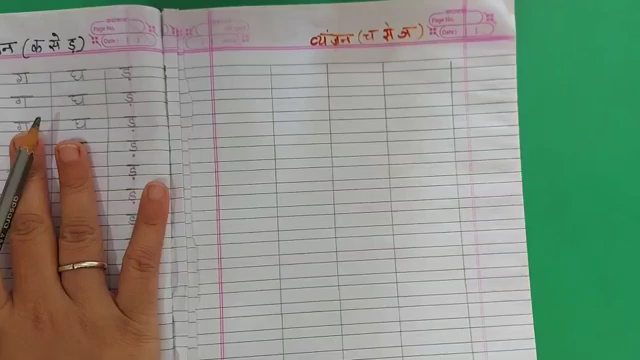 न (क से ङ)
Page No.
Date
ग घ ङ
ग घ ङ
ग घ ङ
ङ
ङ
ङ
ङ
व्यंजन (च से ञ)
Page No.
Date